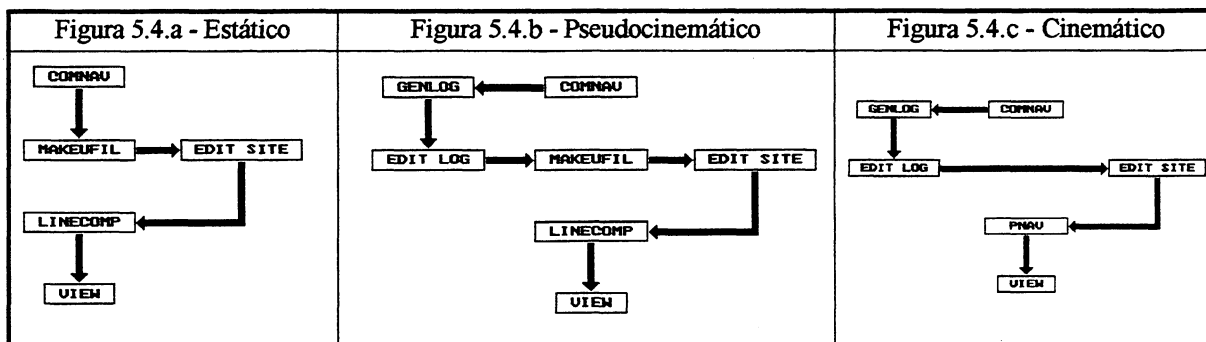 Figura 5.4.a - Estático
COMNAV
MAKEUFIL
EDIT SITE
LINECOMP
VIEW
Figura 5.4.b - Pseudocinemático
GENLOG
COMNAV
EDIT LOG
MAKEUFIL
EDIT SITE
LINECOMP
VIEW
Figura 5.4.c - Cinemático
GENLOG
COMNAV
EDIT LOG
EDIT SITE
PNAV
VIEW